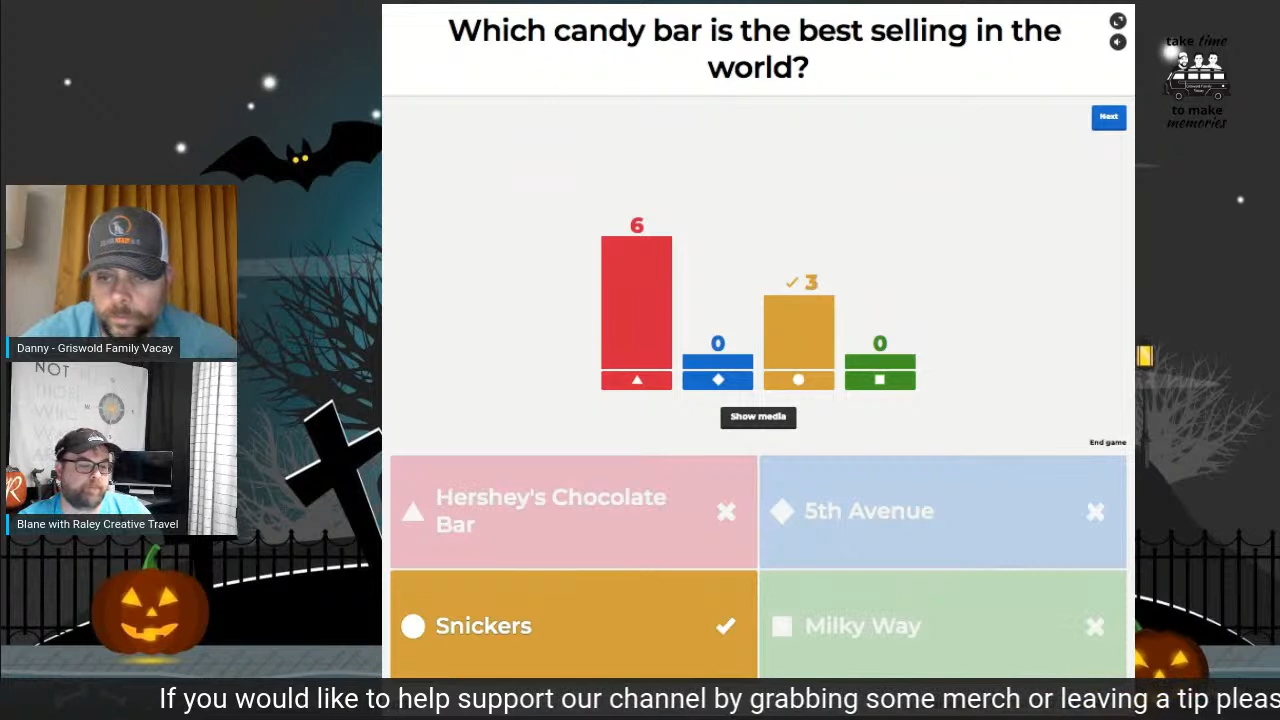 Which candy bar is the best selling in the
world?
take time
to make
memories
Next
6
0
3
0
Show media
End game
Hershey's Chocolate
Bar
5th Avenue
Snickers
Milky Way
NOT
Danny - Griswold Family Vacay
Blane with Raley Creative Travel
If you would like to help support our channel by grabbing some merch or leaving a tip pleas